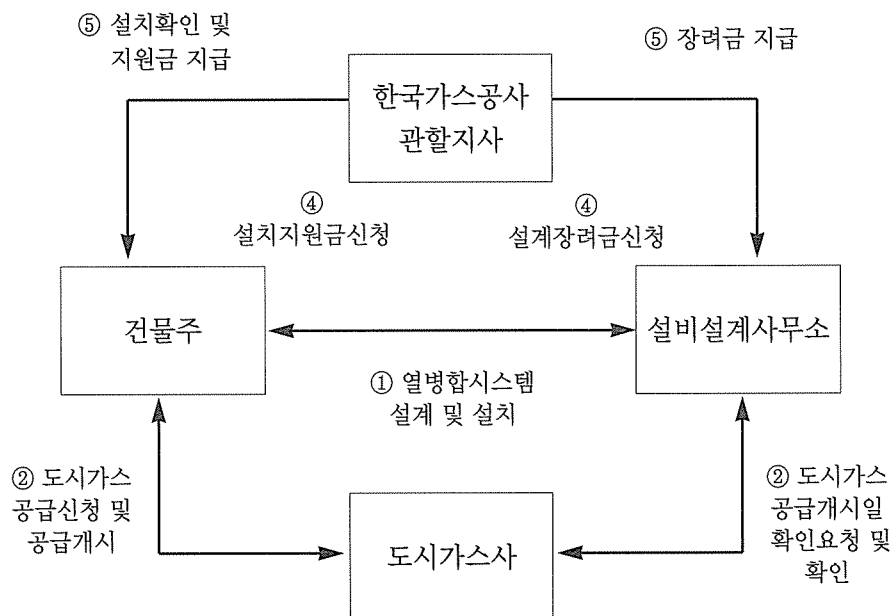 ⑤ 설치확인 및
지원금 지급
⑤ 장려금 지급
한국가스공사
관할지사
④
설치지원금신청
④
설계장려금신청
건물주
설비설계사무소
① 열병합시스템
설계 및 설치
② 도시가스
공급신청 및
공급개시
② 도시가스
공급개시일
확인요청 및
확인
도시가스사